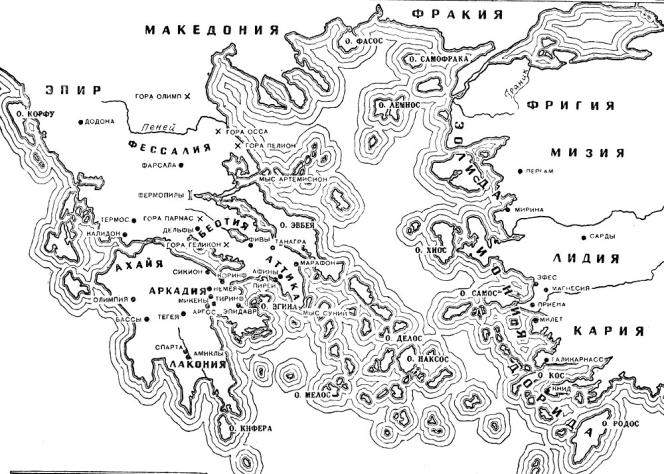 ФРАКИЯ
МАКЕДОНИЯ
О. ФАСОС
О. САМОФРАКА
ЭПИР
ГОРА ОЛИМП
О. ЛЕМНОС
Граник
ФРИГИЯ
О. КОРФУ
ДОДОНА
Пеней
ГОРА ОССА
ФЕССАЛИЯ
ГОРА ПЕЛИОН
ЭОЛИДА
МИЗИЯ
ФАРСАЛА
ПЕРГАМ
МЫС АРТЕМИСИОН
ФЕРМОПИЛЫ
МИРИНА
ТЕРМОС
ГОРА ПАРНАС
О. ЭВБЕЯ
КАЛИДОН
ДЕЛЬФЫ
БЕОТИЯ
ГОРА ГЕЛИКОН
ФИВЫ
ТАНАГРА
О. ХИОС
ИОНИЯ
САРДЫ
ЛИДИЯ
АХАЙЯ
АТТИКА
МАРАФОН
СИКИОН
КОРИНФ
АФИНЫ
ПИРЕЙ
ЭФЕС
МАГНЕСИЯ
АРКАДИЯ
НЕМЕЯ
О. САМОС
ОЛИМПИЯ
МИКЕНЫ
ТИРИНФ
О. ЭГИНА
ПРИЕНА
БАССЫ
ТЕГЕЯ
АРГОС
ЭПИДАВР
МЫС СУНИЙ
МИЛЕТ
КАРИЯ
О. ДЕЛОС
СПАРТА
АМИКЛЫ
О. НАКСОС
ГАЛИКАРНАСС
ЛАКОНИЯ
ДОРИДА
О. КОС
КНИД
О. МЕЛОС
О. КИФЕРА
О. РОДОС